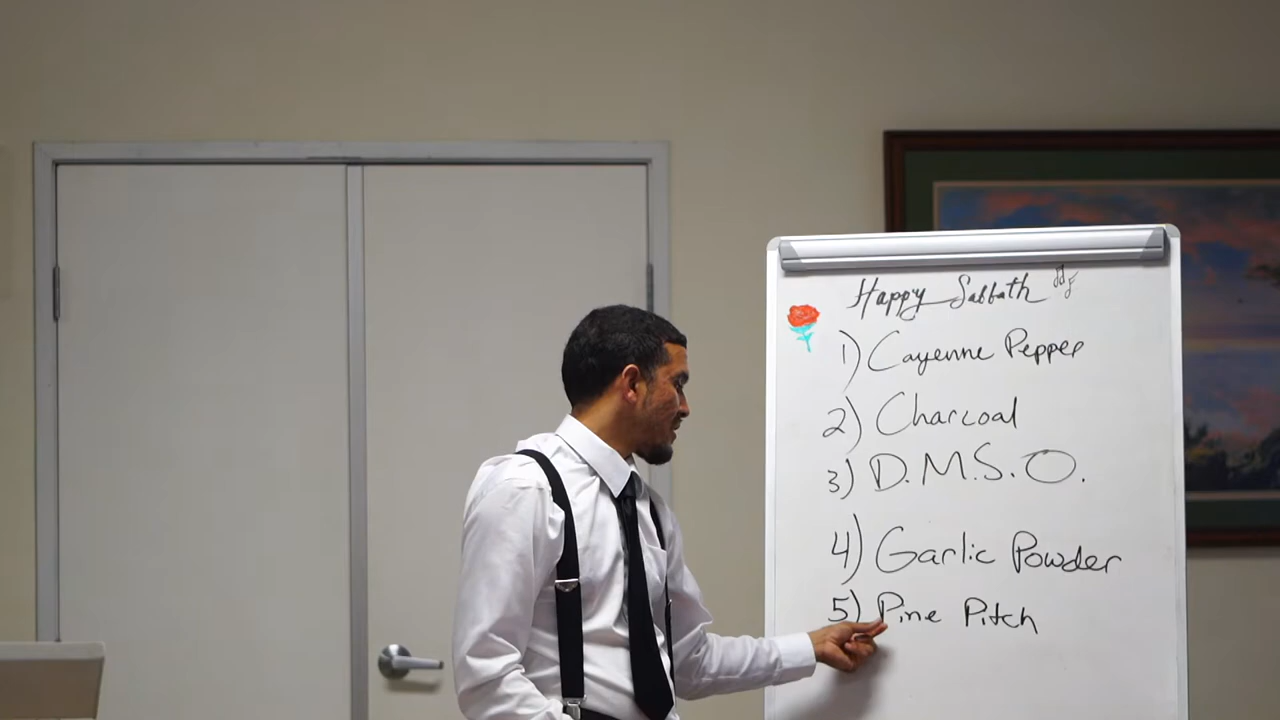 Happy Sabbath
1) Cayenne Pepper
2) Charcoal
3) D.M.S.O.
4) Garlic Powder
5) Pine Pitch